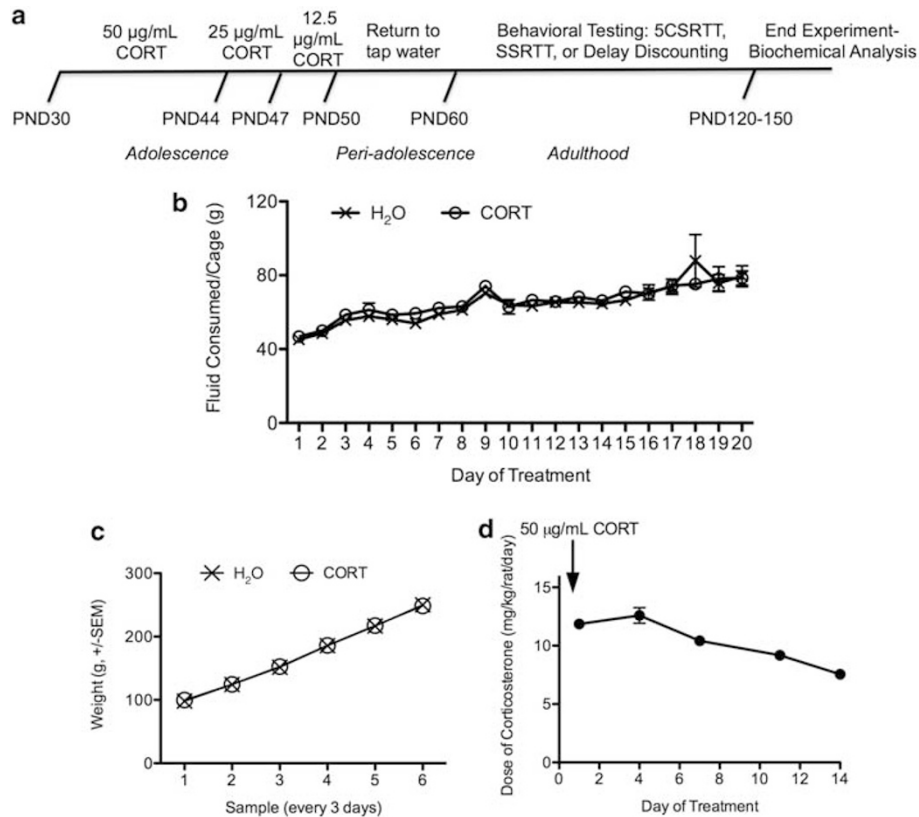 a
50 µg/mL
CORT
25 µg/mL
CORT
12.5
µg/mL
CORT
Return to
tap water
Behavioral Testing: 5CSRTT,
SSRTT, or Delay Discounting
End Experiment-
Biochemical Analysis
PND30
PND44
PND47
PND50
PND60
PND120-150
Adolescence
Peri-adolescence
Adulthood
b
H₂O
CORT
Fluid Consumed/Cage (g)
120
80
40
0
1 2 3 4 5 6 7 8 9 10 11 12 13 14 15 16 17 18 19 20
Day of Treatment
c
H₂O
CORT
Weight (g, +/-SEM)
300
200
100
0
1 2 3 4 5 6
Sample (every 3 days)
d
50 µg/mL CORT
Dose of Corticosterone (mg/kg/rat/day)
15
10
5
0
0 2 4 6 8 10 12 14
Day of Treatment